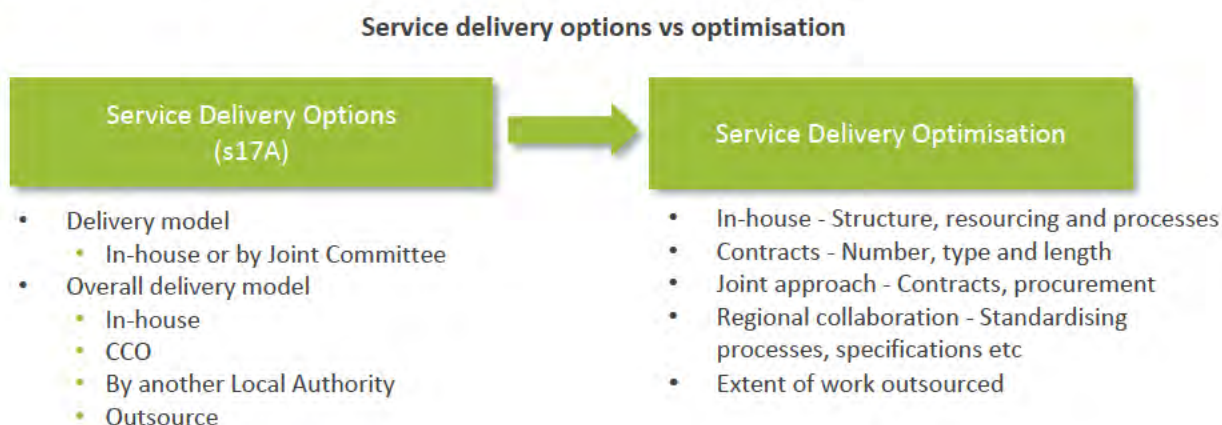 Service delivery options vs optimisation
Service Delivery Options
(s17A)
• Delivery model
• In-house or by Joint Committee
• Overall delivery model
• In-house
• CCO
• By another Local Authority
• Outsource
Service Delivery Optimisation
• In-house - Structure, resourcing and processes
• Contracts - Number, type and length
• Joint approach - Contracts, procurement
• Regional collaboration - Standardising
processes, specifications etc
• Extent of work outsourced